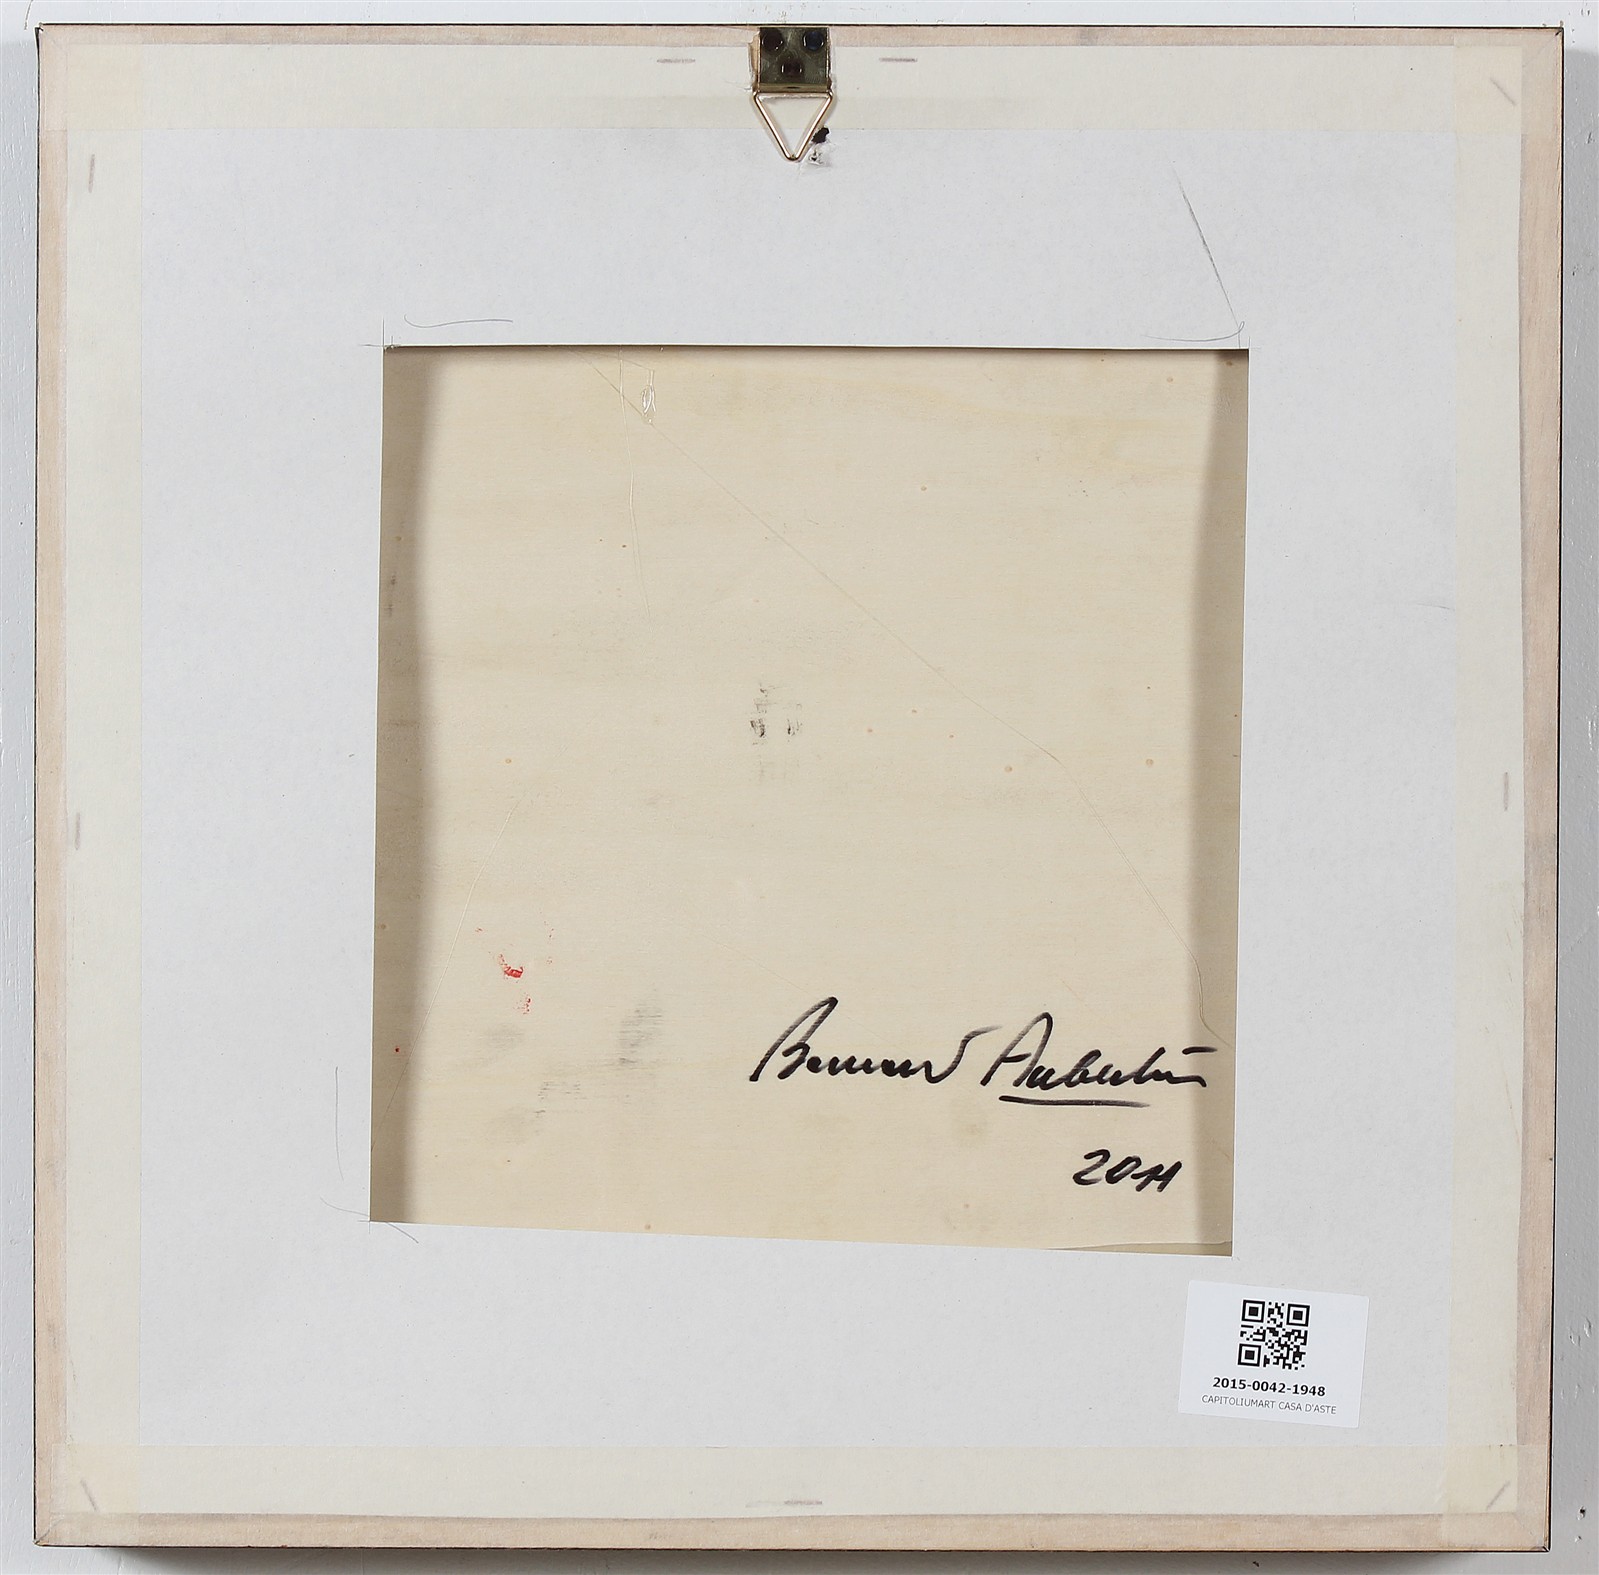 Bernard Aubertin
2011
2015-0042-1948
CAPITOLIUMART CASA D'ASTE